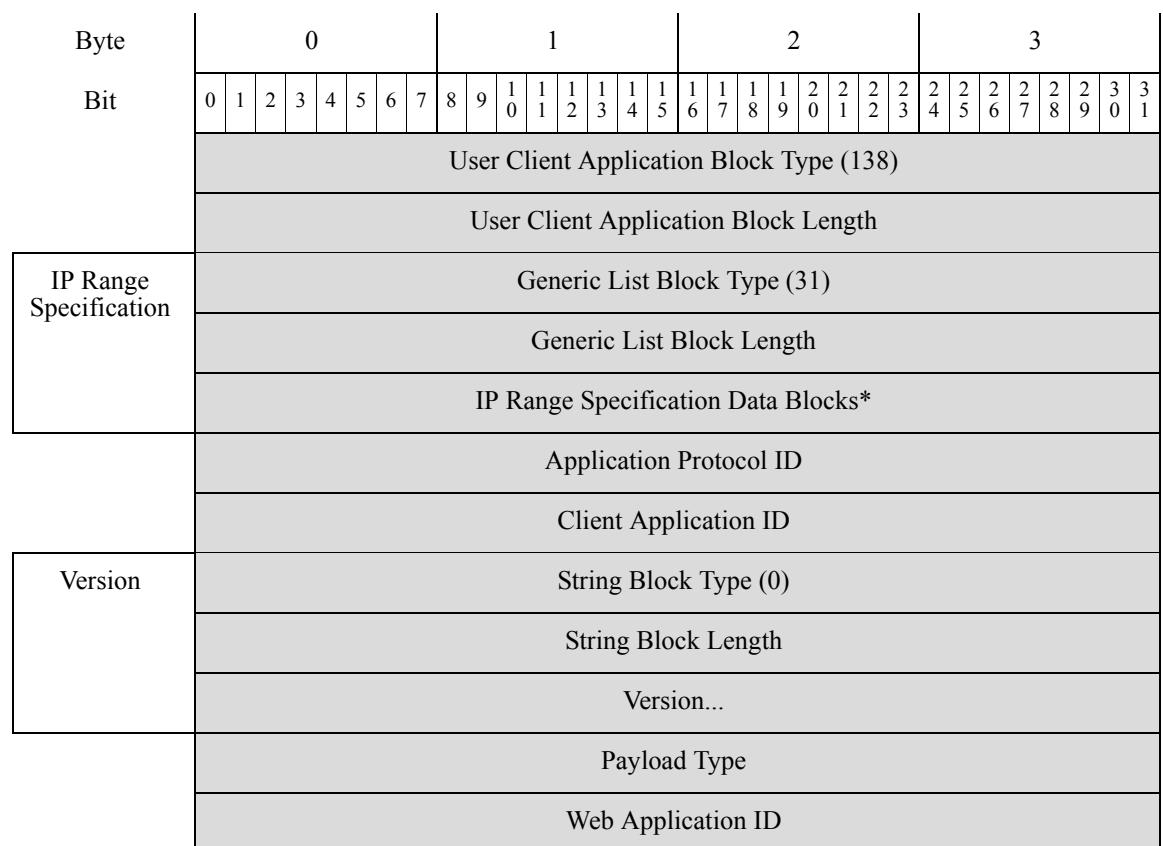 Byte 0 1 2 3
Bit 0 1 2 3 4 5 6 7 8 9 10 11 12 13 14 15 16 17 18 19 20 21 22 23 24 25 26 27 28 29 30 31
User Client Application Block Type (138)
User Client Application Block Length
IP Range
Specification
Generic List Block Type (31)
Generic List Block Length
IP Range Specification Data Blocks*
Application Protocol ID
Client Application ID
Version
String Block Type (0)
String Block Length
Version...
Payload Type
Web Application ID